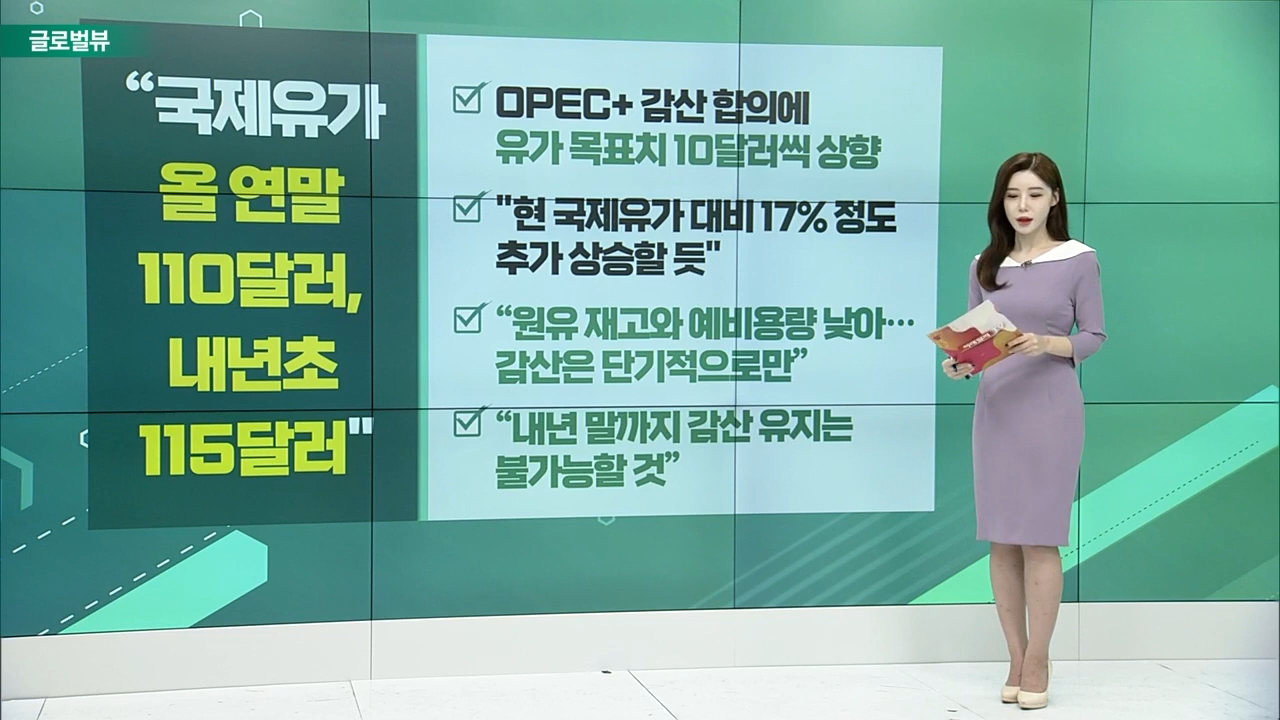 글로벌뷰
“국제유가
올 연말
110달러,
내년초
115달러"
OPEC+ 감산 합의에
유가 목표치 10달러씩 상향
"현 국제유가 대비 17% 정도
추가 상승할 듯"
“원유 재고와 예비용량 낮아…
감산은 단기적으로만”
“내년 말까지 감산 유지는
불가능할 것”